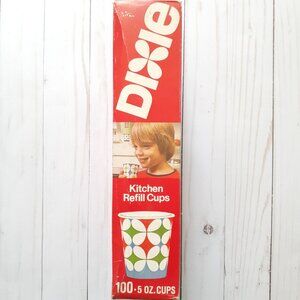 DIXIE
Kitchen
Refill Cups
100·5 OZ. CUPS